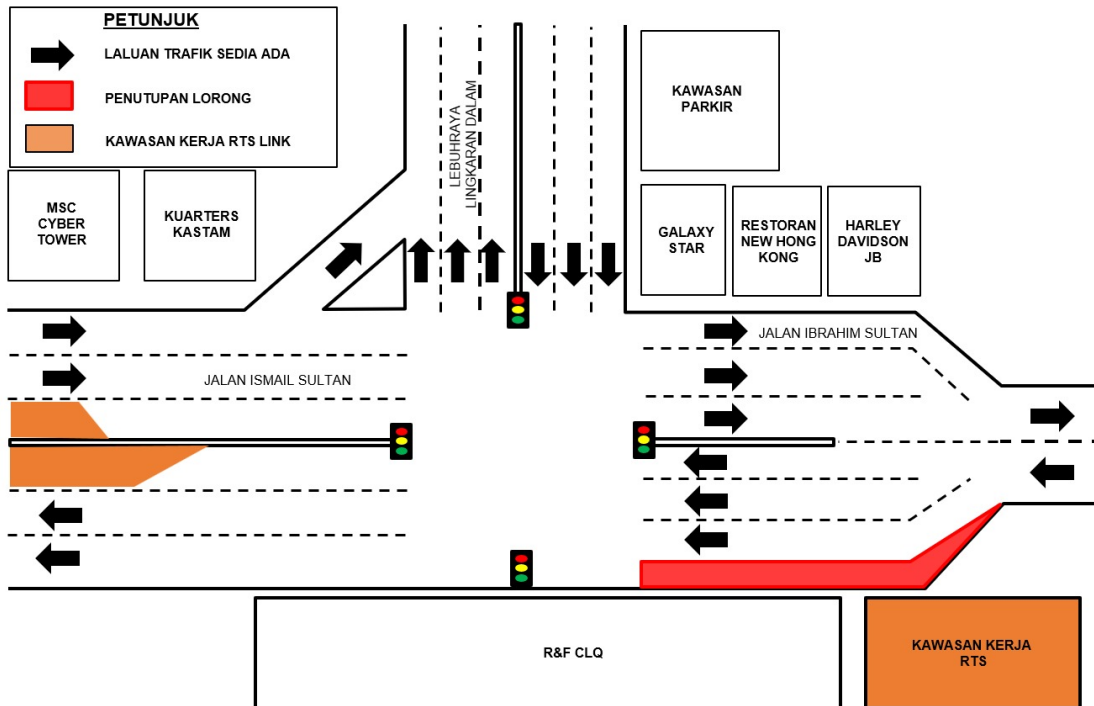 PETUNJUK
LALUAN TRAFIK SEDIA ADA
PENUTUPAN LORONG
KAWASAN KERJA RTS LINK
MSC
CYBER
TOWER
KUARTERS
KASTAM
LEBUHRAYA
LINGKARAN DALAM
KAWASAN
PARKIR
GALAXY
STAR
RESTORAN
NEW HONG
KONG
HARLEY
DAVIDSON
JB
JALAN IBRAHIM SULTAN
JALAN ISMAIL SULTAN
R&F CLQ
KAWASAN KERJA
RTS